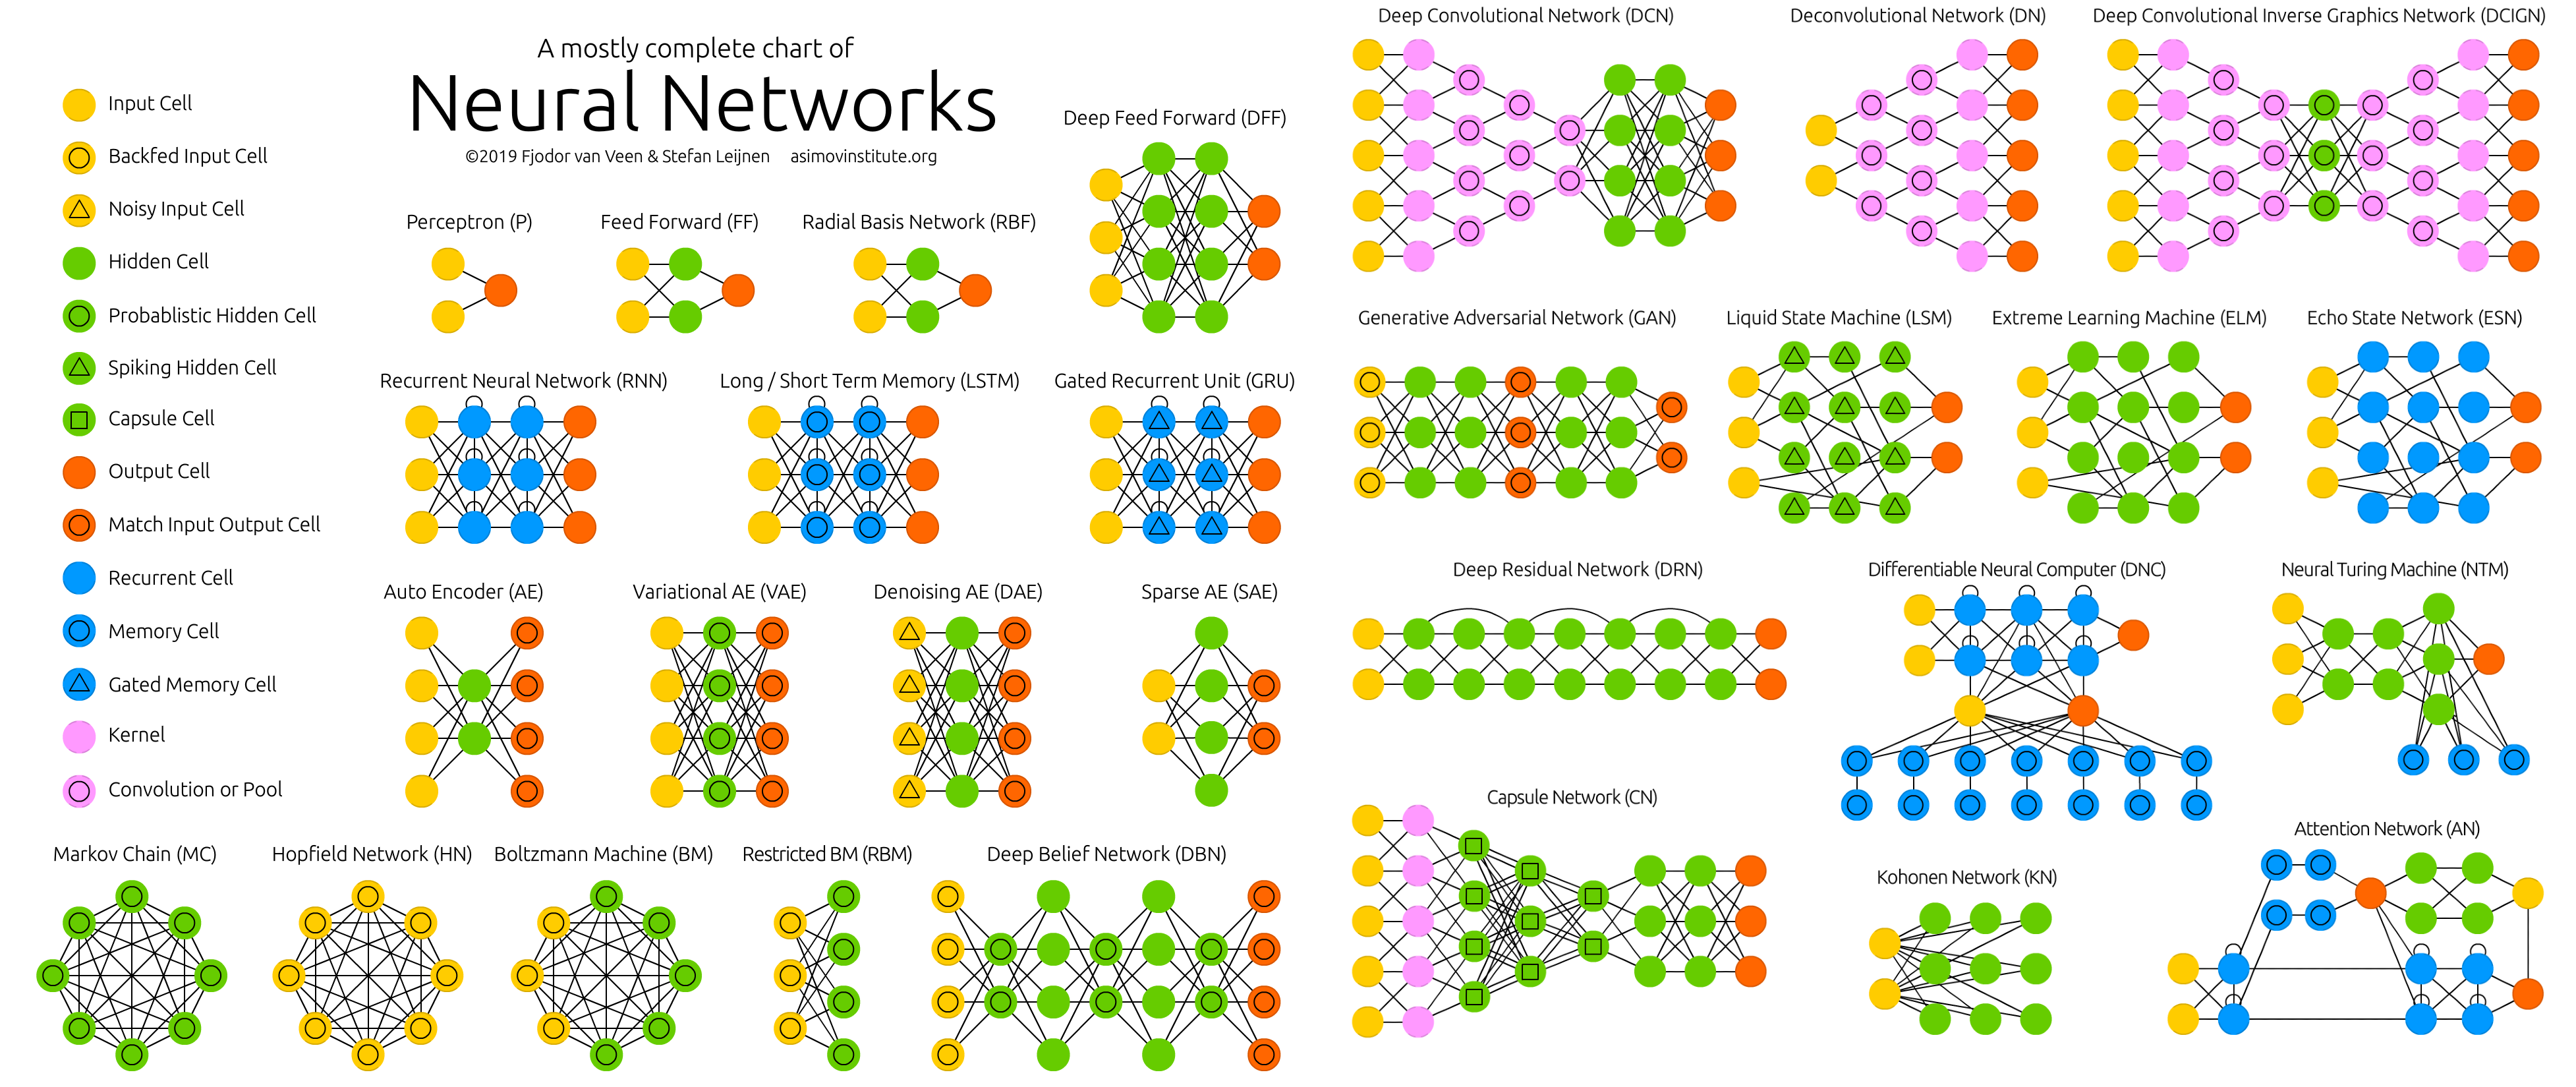 A mostly complete chart of
Neural Networks
©2019 Fjodor van Veen & Stefan Leijnen asimovinstitute.org
Input Cell
Backfed Input Cell
Noisy Input Cell
Hidden Cell
Probablistic Hidden Cell
Spiking Hidden Cell
Capsule Cell
Output Cell
Match Input Output Cell
Recurrent Cell
Memory Cell
Gated Memory Cell
Kernel
Convolution or Pool
Perceptron (P)
Feed Forward (FF)
Radial Basis Network (RBF)
Deep Feed Forward (DFF)
Recurrent Neural Network (RNN)
Long / Short Term Memory (LSTM)
Gated Recurrent Unit (GRU)
Auto Encoder (AE)
Variational AE (VAE)
Denoising AE (DAE)
Sparse AE (SAE)
Markov Chain (MC)
Hopfield Network (HN)
Boltzmann Machine (BM)
Restricted BM (RBM)
Deep Belief Network (DBN)
Deep Convolutional Network (DCN)
Deconvolutional Network (DN)
Deep Convolutional Inverse Graphics Network (DCIGN)
Generative Adversarial Network (GAN)
Liquid State Machine (LSM)
Extreme Learning Machine (ELM)
Echo State Network (ESN)
Deep Residual Network (DRN)
Differentiable Neural Computer (DNC)
Neural Turing Machine (NTM)
Capsule Network (CN)
Kohonen Network (KN)
Attention Network (AN)